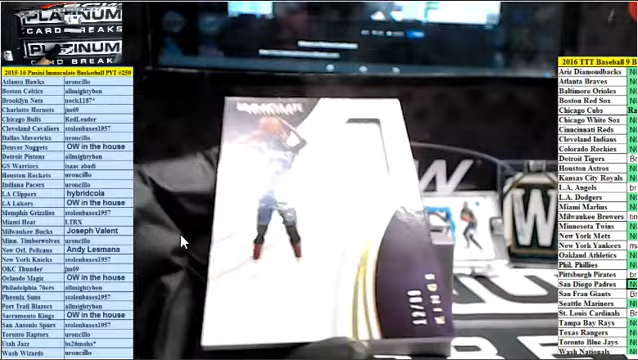 PLATINUM
CARD BREAKS
PLATINUM
CARD BREAKS
2015-16 Panini Immaculate Basketball PYT #250
Atlanta Hawks uroncillo
Boston Celtics allmightyben
Brooklyn Nets neck1187*
Charlotte Hornets jm69
Chicago Bulls RedLeader
Cleveland Cavaliers stolenbases1957
Dallas Mavericks uroncillo
Denver Nuggets OW in the house
Detroit Pistons allmightyben
GS Warriors isaac abadi
Houston Rockets uroncillo
Indiana Pacers uroncillo
LA Clippers hybridcola
LA Lakers OW in the house
Memphis Grizzlies stolenbases1957
Miami Heat LTRX
Milwaukee Bucks Joseph Valent
Minn. Timberwolves uroncillo
New Orl. Pelicans Andy Lesmana
New York Knicks stolenbases1957
OKC Thunder jm69
Orlando Magic OW in the house
Philadelphia 76ers allmightyben
Phoenix Suns stolenbases1957
Port Trail Blazers allmightyben
Sacramento Kings OW in the house
San Antonio Spurs stolenbases1957
Toronto Raptors uroncillo
Utah Jazz
Wash Wizards uroncillo
IMMACULATE
KINGS
2016 TTT Baseball 9 B
Ariz Diamondbacks
Atlanta Braves
Baltimore Orioles
Boston Red Sox
Chicago Cubs
Chicago White Sox
Cincinnati Reds
Cleveland Indians
Colorado Rockies
Detroit Tigers
Houston Astros
Kansas City Royals
L.A. Angels
L.A. Dodgers
Miami Marlins
Milwaukee Brewers
Minnesota Twins
New York Mets
New York Yankees
Oakland Athletics
Phil. Phillies
Pittsburgh Pirates
San Diego Padres
San Fran Giants
Seattle Mariners
St. Louis Cardinals
Tampa Bay Rays
Texas Rangers
Toronto Blue Jays
Wash Nationals